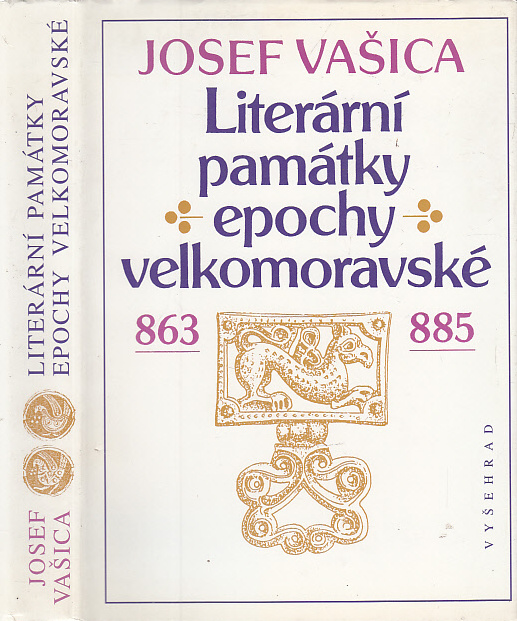 LITERÁRNÍ PAMÁTKY
EPOCHY VELKOMORAVSKÉ
JOSEF
VAŠICA
JOSEF VAŠICA
Literární
památky
epochy
velkomoravské
863
885
VYŠEHRAD